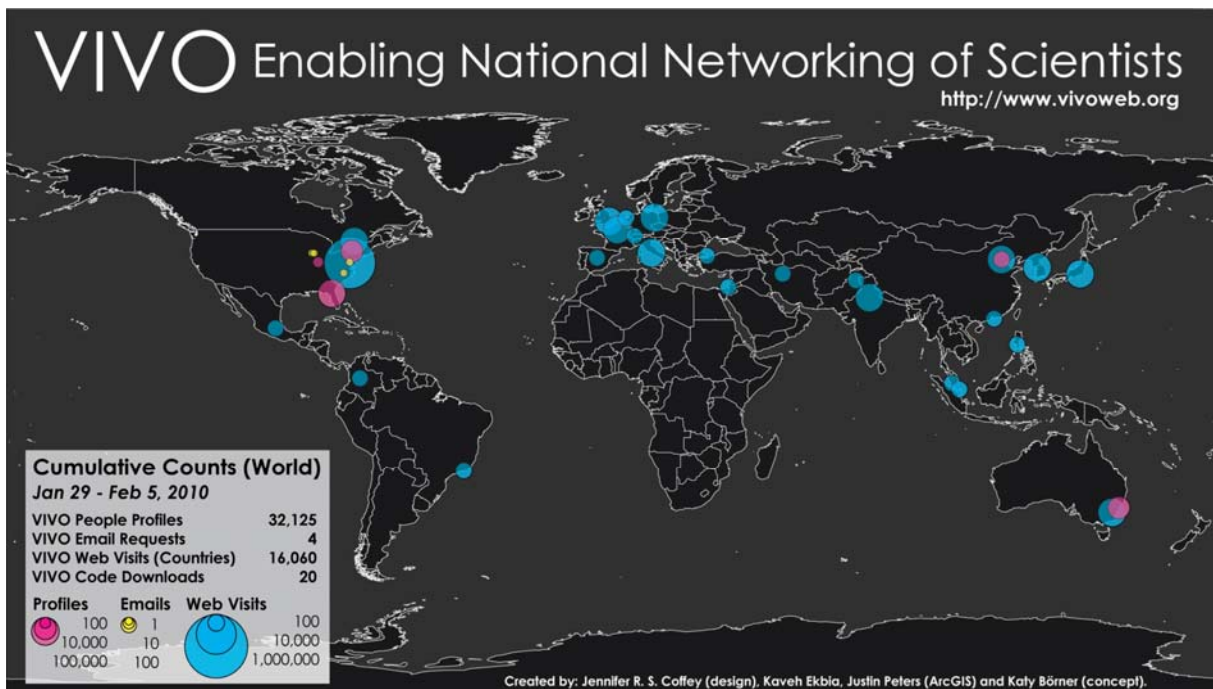 VIVO Enabling National Networking of Scientists
http://www.vivoweb.org
Cumulative Counts (World)
Jan 29 - Feb 5, 2010
VIVO People Profiles 32,125
VIVO Email Requests 4
VIVO Web Visits (Countries) 16,060
VIVO Code Downloads 20
Profiles Emails Web Visits
100 1 100
10,000 10 10,000
100,000 100 1,000,000
Created by: Jennifer R. S. Coffey (design), Kaveh Ekbia, Justin Peters (ArcGIS) and Katy Börner (concept).